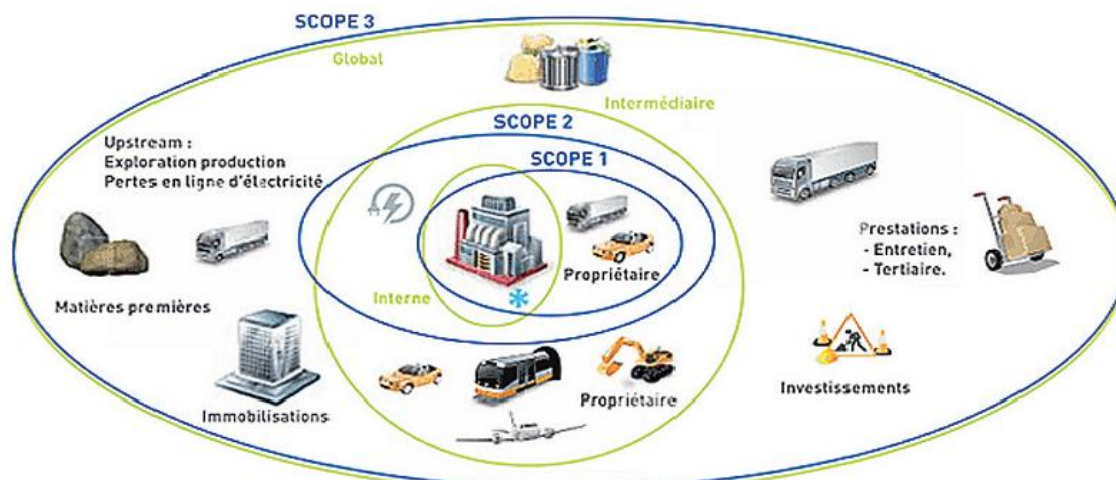 SCOPE 3
Global
Intermédiaire
SCOPE 2
Upstream :
Exploration production
Pertes en ligne d'électricité
SCOPE 1
Prestations :
- Entretien,
- Tertiaire.
Propriétaire
Interne
Matières premières
Immobilisations
Propriétaire
Investissements